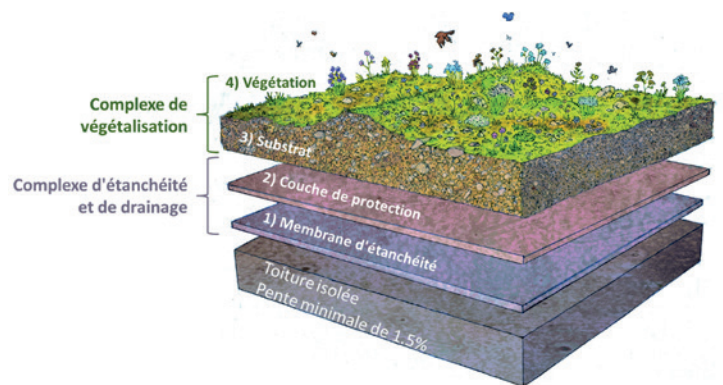 4) Végétation
Complexe de
végétalisation
3) Substrat
Complexe d'étanchéité
et de drainage
2) Couche de protection
1) Membrane d'étanchéité
Toiture isolée
Pente minimale de 1.5%